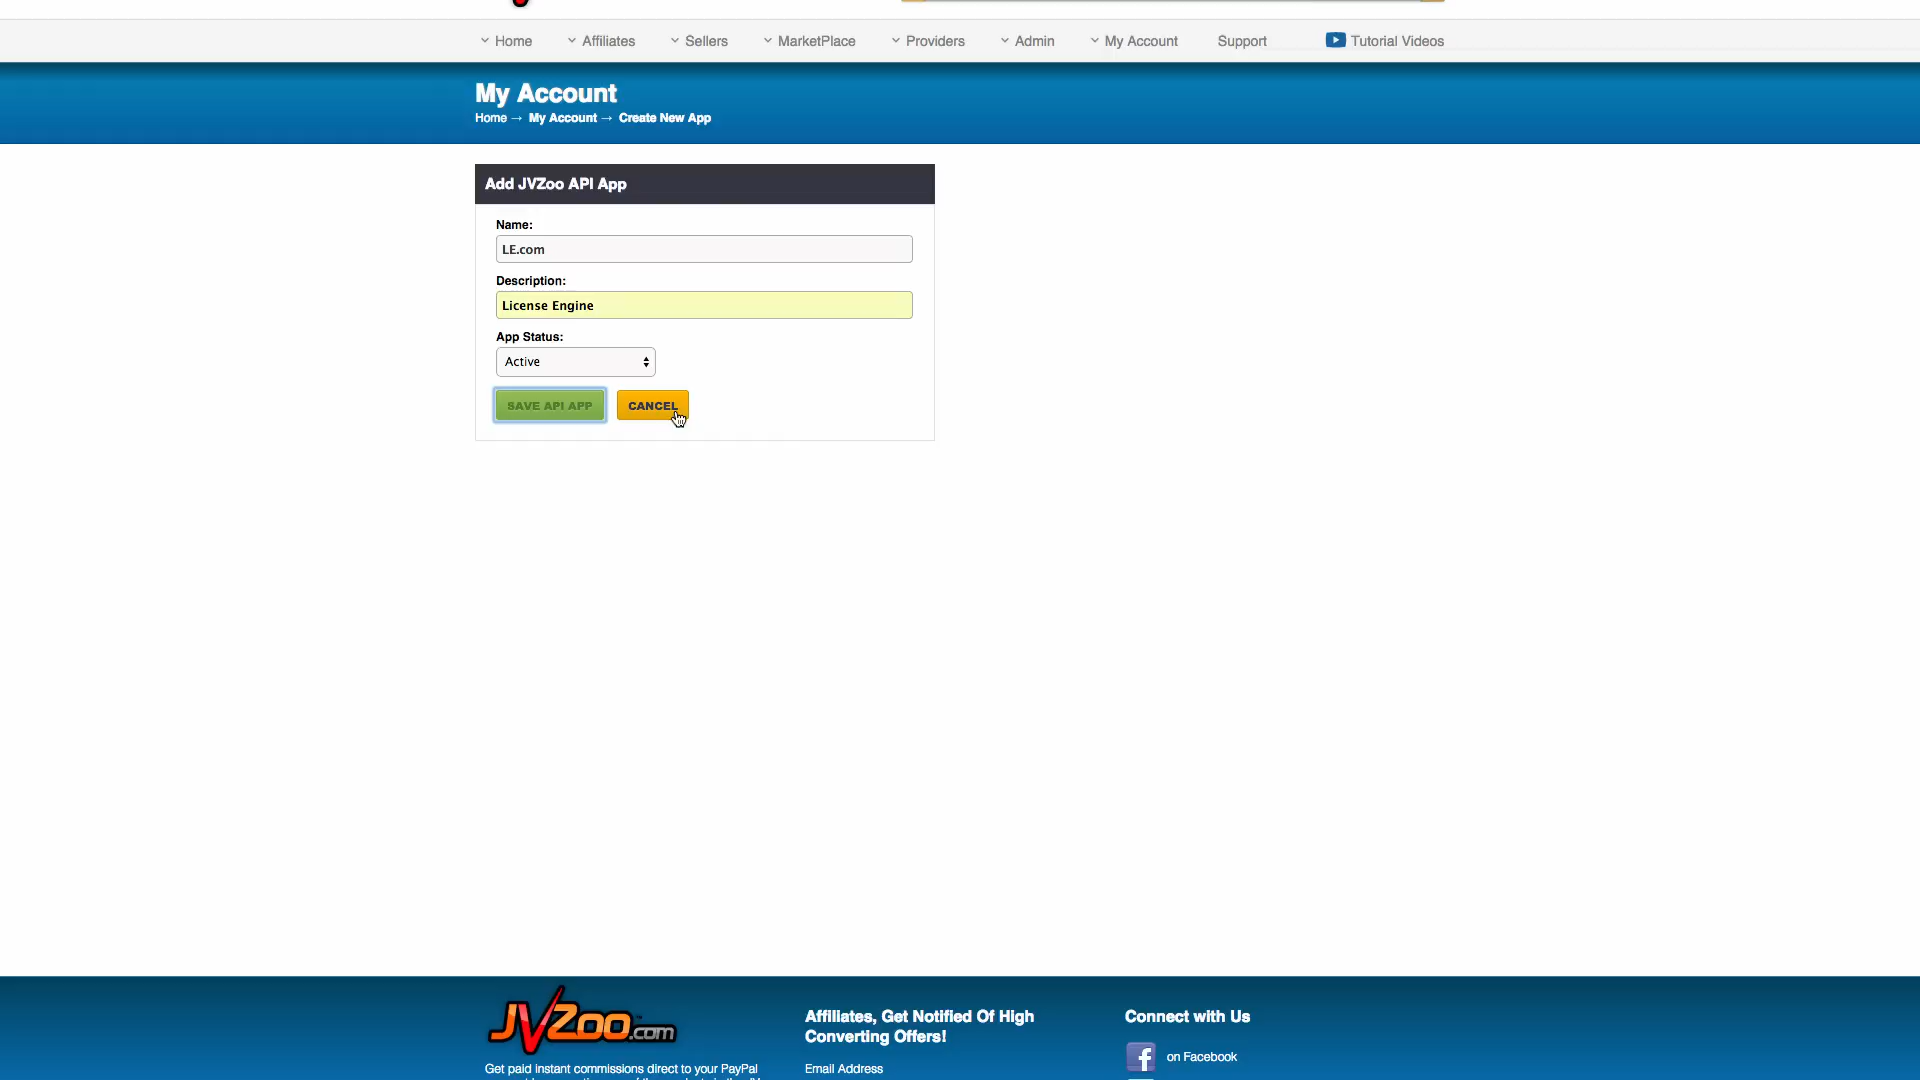 Home Affiliates Sellers MarketPlace Providers Admin My Account Support Tutorial Videos
My Account
Home → My Account → Create New App
Add JVZoo API App
Name:
LE.com
Description:
License Engine
App Status:
Active
SAVE API APP CANCEL
JVZoo.com
Get paid instant commissions direct to your PayPal
Affiliates, Get Notified Of High
Converting Offers!
Email Address
Connect with Us
on Facebook